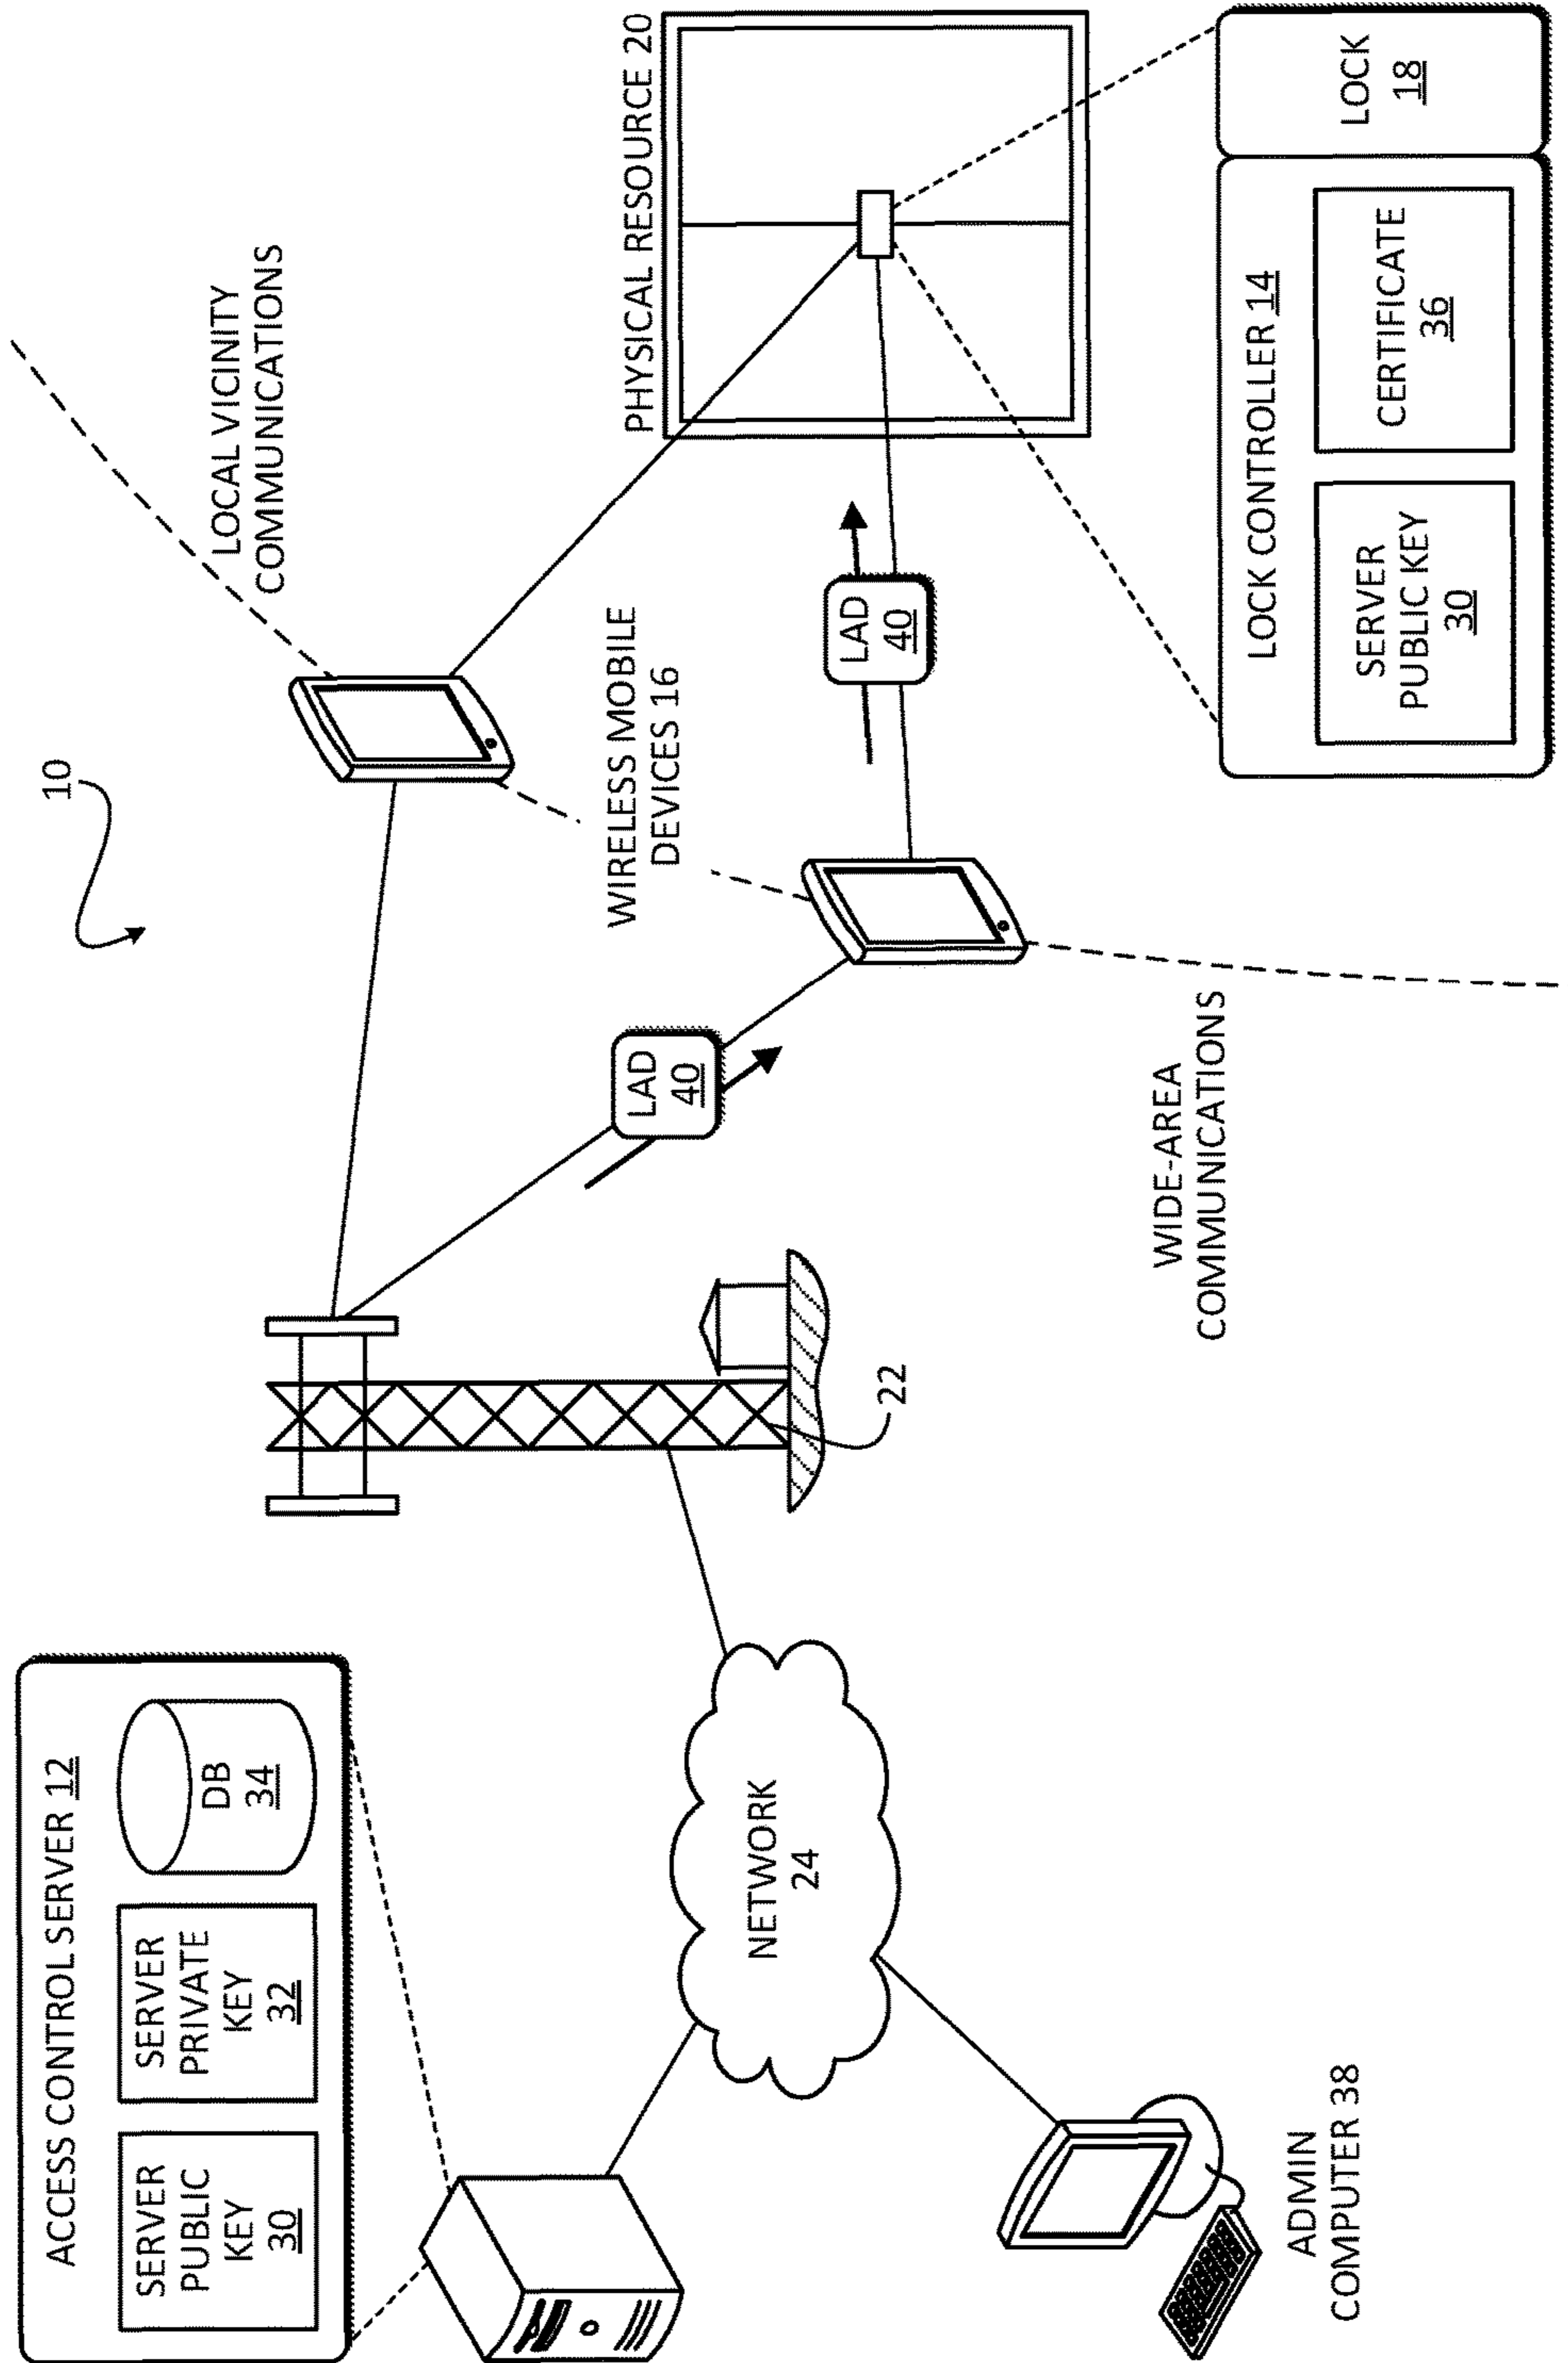 10
ACCESS CONTROL SERVER 12
SERVER
PUBLIC
KEY
30
SERVER
PRIVATE
KEY
32
DB
34
LOCAL VICINITY
COMMUNICATIONS
WIRELESS MOBILE
DEVICES 16
PHYSICAL RESOURCE 20
LAD
40
LAD
40
22
NETWORK
24
WIDE-AREA
COMMUNICATIONS
ADMIN
COMPUTER 38
LOCK CONTROLLER 14
SERVER
PUBLIC KEY
30
CERTIFICATE
36
LOCK
18